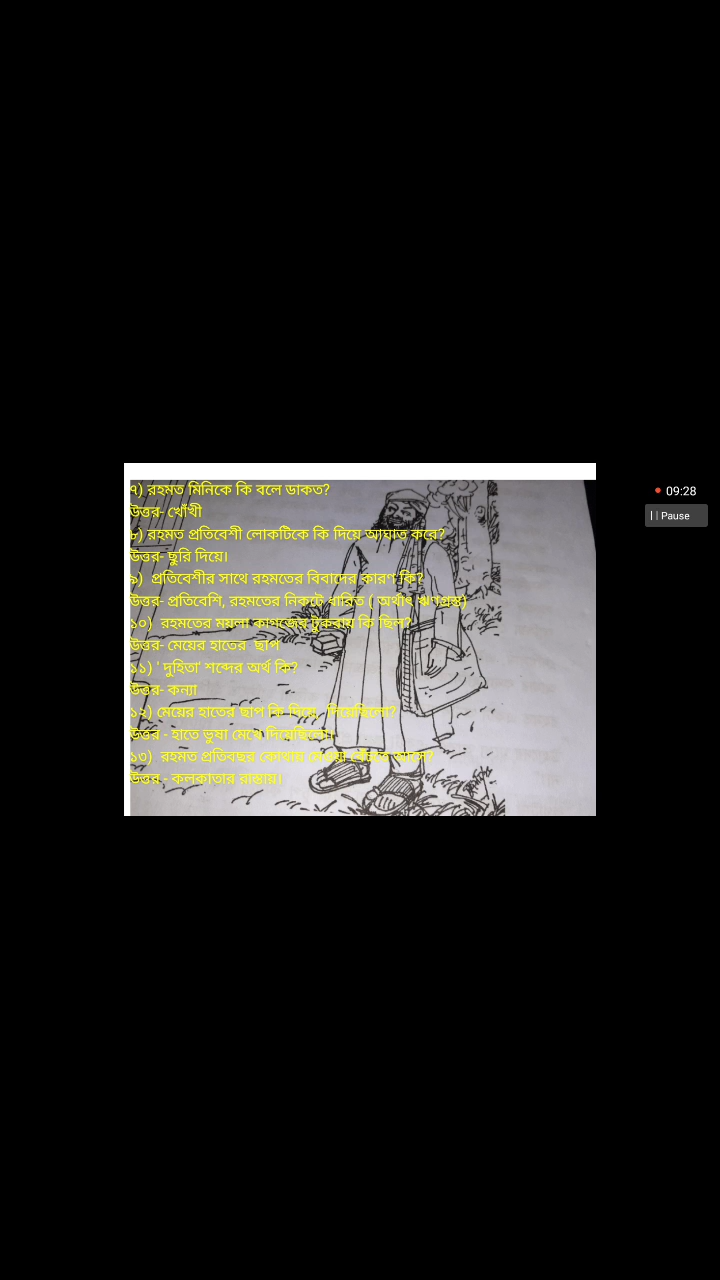 ৭) রহমত মিনিকে কি বলে ডাকত?
উত্তর- খোঁখী
৮) রহমত প্রতিবেশী লোকটিকে কি দিয়ে আঘাত করে?
উত্তর- ছুরি দিয়ে।
৯) প্রতিবেশীর সাথে রহমতের বিবাদের কারণ কি?
উত্তর- প্রতিবেশি, রহমতের নিকটে ধারিত ( অর্থাৎ ঋণগ্রস্ত)
১০) রহমতের ময়লা কাগজের টুকরায় কি ছিল?
উত্তর- মেয়ের হাতের ছাপ
১১) ' দুহিতা' শব্দের অর্থ কি?
উত্তর- কন্যা
১২) মেয়ের হাতের ছাপ কি দিয়ে, দিয়েছিলো?
উত্তর - হাতে ভুষা মেখে দিয়েছিলো।
১৩) রহমত প্রতিবছর কোথায় মেওয়া বেঁচতে আসে?
উত্তর - কলকাতার রাস্তায়।
09:28
Pause